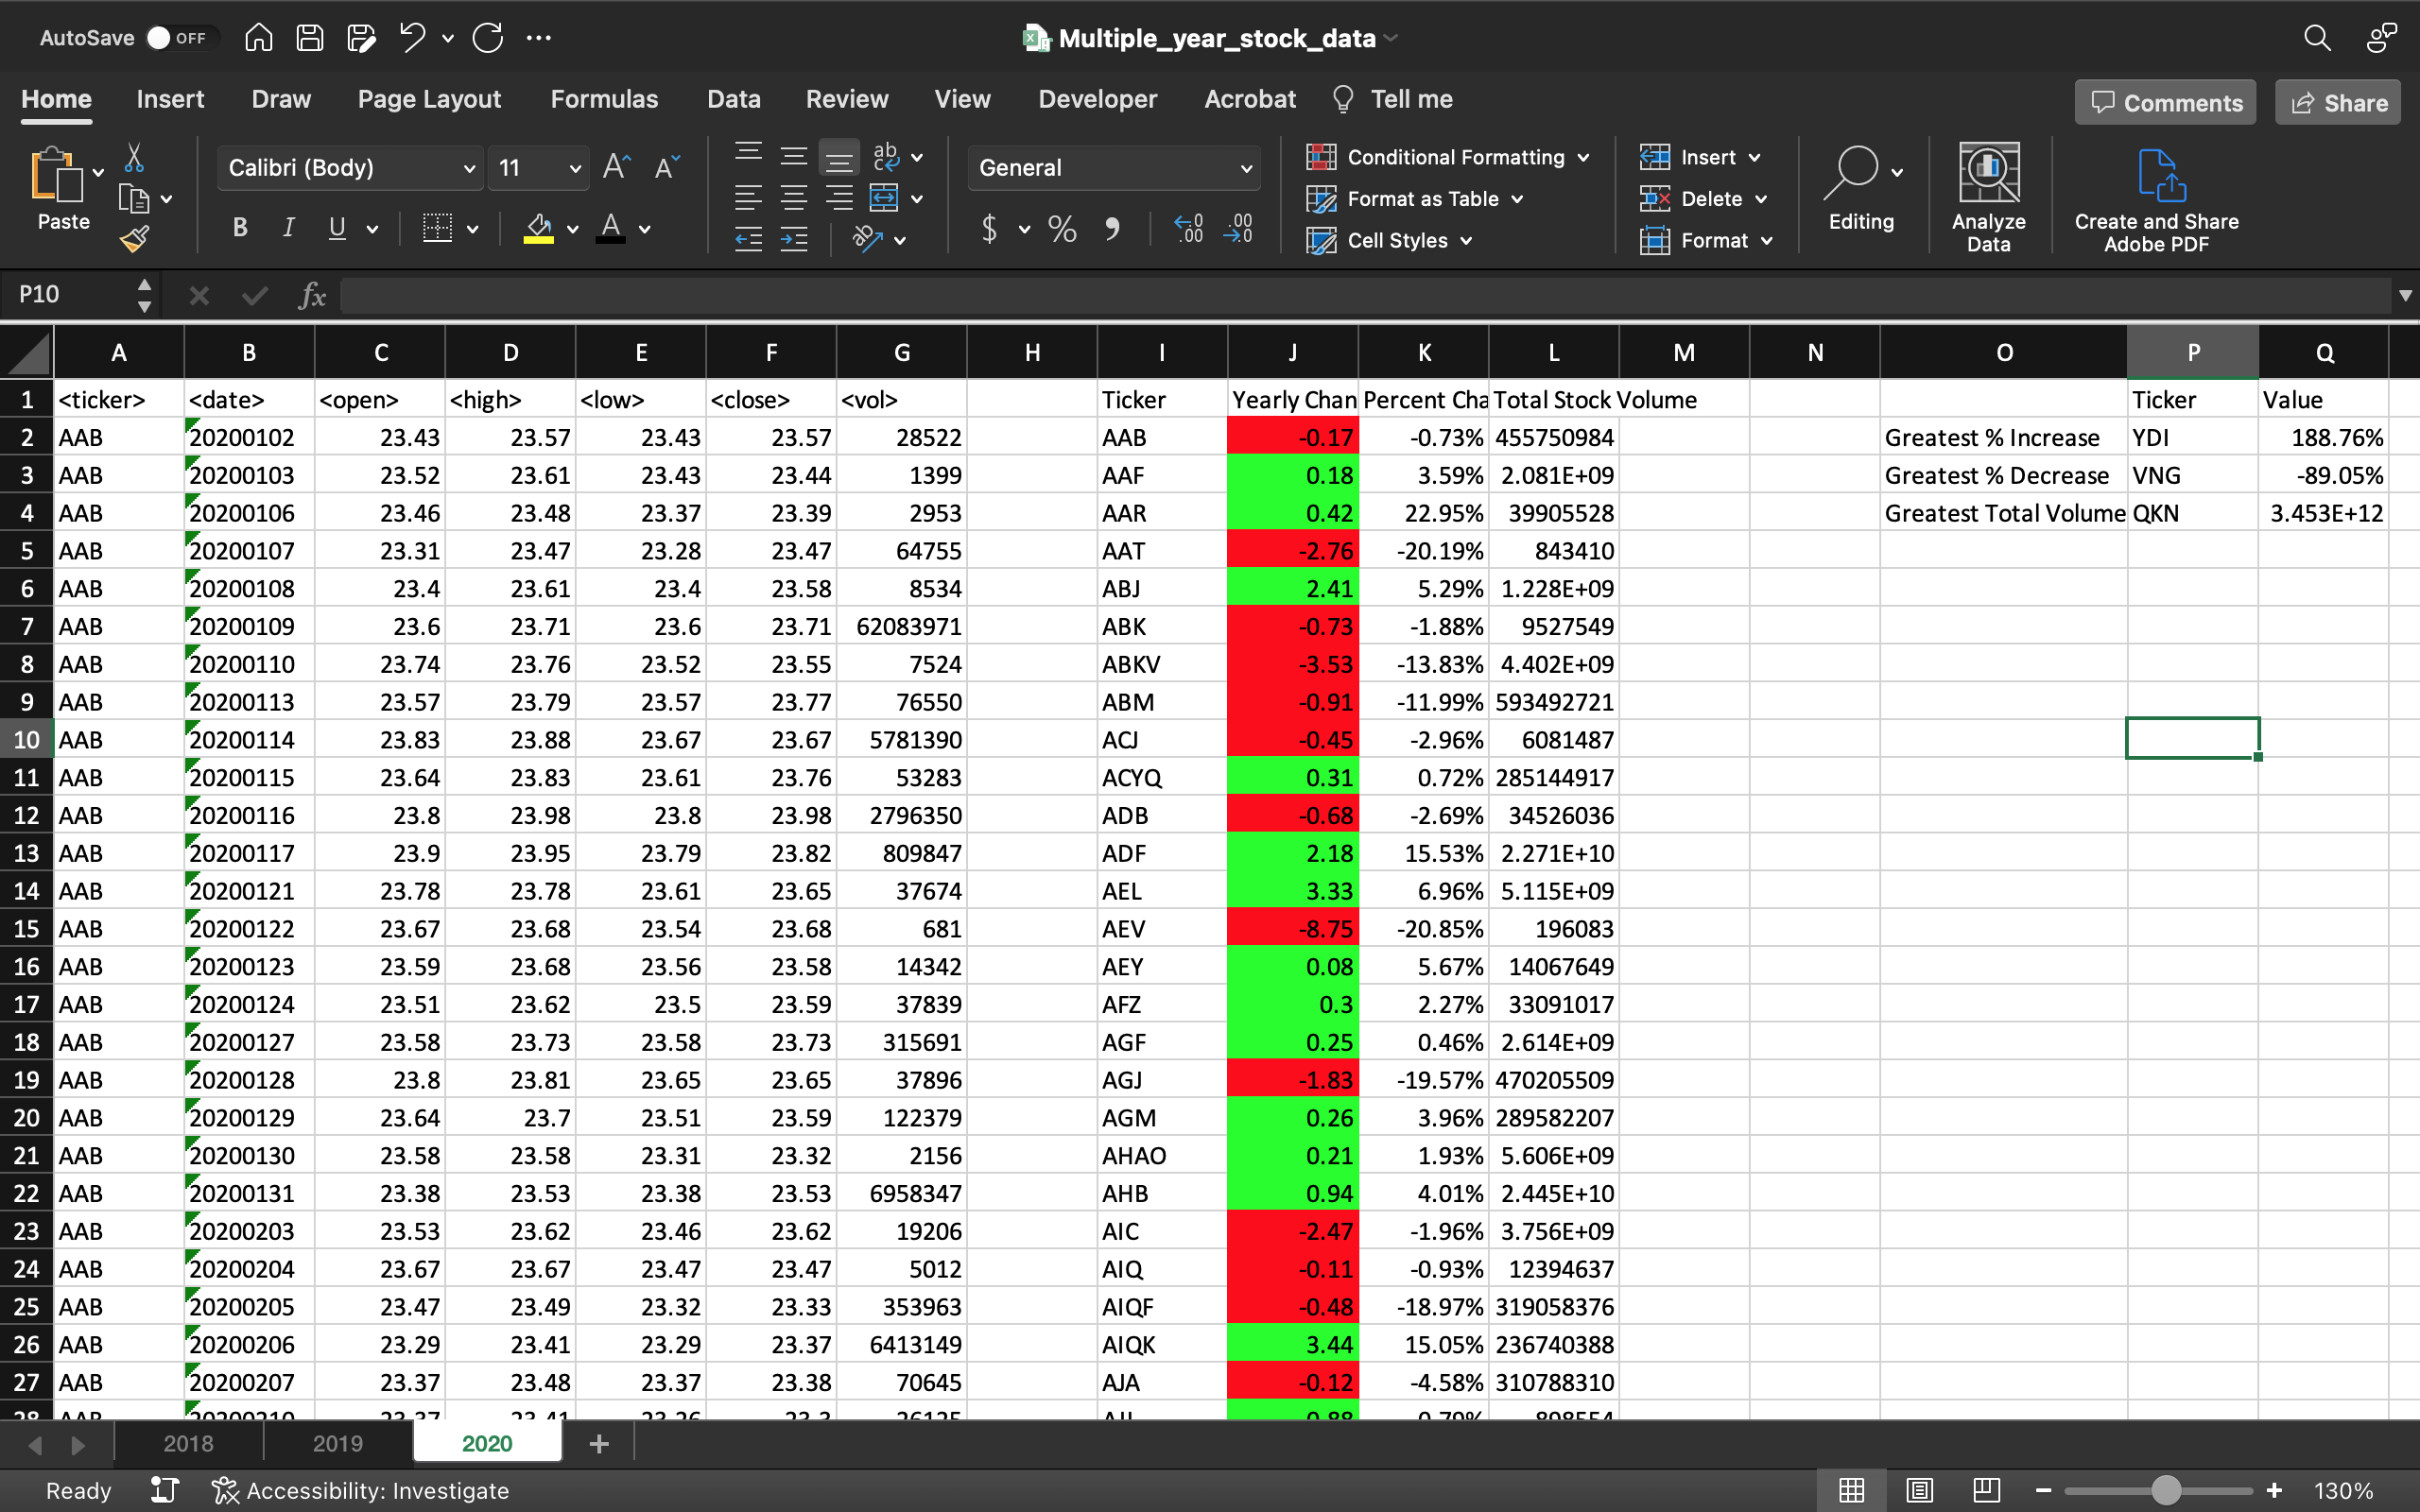 AutoSave OFF Multiple_year_stock_data
Home Insert Draw Page Layout Formulas Data Review View Developer Acrobat Tell me Comments Share
Paste Calibri (Body) 11 General Conditional Formatting Format as Table Cell Styles Insert Delete Format Editing Analyze Data Create and Share Adobe PDF
P10 fx
A B C D E F G H I J K L M N O P Q
1 <ticker> <date> <open> <high> <low> <close> <vol> Ticker Yearly Chan Percent Cha Total Stock Volume Ticker Value
2 AAB 20200102 23.43 23.57 23.43 23.57 28522 AAB -0.17 -0.73% 455750984 Greatest % Increase YDI 188.76%
3 AAB 20200103 23.52 23.61 23.43 23.44 1399 AAF 0.18 3.59% 2.081E+09 Greatest % Decrease VNG -89.05%
4 AAB 20200106 23.46 23.48 23.37 23.39 2953 AAR 0.42 22.95% 39905528 Greatest Total Volume QKN 3.453E+12
5 AAB 20200107 23.31 23.47 23.28 23.47 64755 AAT -2.76 -20.19% 843410
6 AAB 20200108 23.4 23.61 23.4 23.58 8534 ABJ 2.41 5.29% 1.228E+09
7 AAB 20200109 23.6 23.71 23.6 23.71 62083971 ABK -0.73 -1.88% 9527549
8 AAB 20200110 23.74 23.76 23.52 23.55 7524 ABKV -3.53 -13.83% 4.402E+09
9 AAB 20200113 23.57 23.79 23.57 23.77 76550 ABM -0.91 -11.99% 593492721
10 AAB 20200114 23.83 23.88 23.67 23.67 5781390 ACJ -0.45 -2.96% 6081487
11 AAB 20200115 23.64 23.83 23.61 23.76 53283 ACYQ 0.31 0.72% 285144917
12 AAB 20200116 23.8 23.98 23.8 23.98 2796350 ADB -0.68 -2.69% 34526036
13 AAB 20200117 23.9 23.95 23.79 23.82 809847 ADF 2.18 15.53% 2.271E+10
14 AAB 20200121 23.78 23.78 23.61 23.65 37674 AEL 3.33 6.96% 5.115E+09
15 AAB 20200122 23.67 23.68 23.54 23.68 681 AEV -8.75 -20.85% 196083
16 AAB 20200123 23.59 23.68 23.56 23.58 14342 AEY 0.08 5.67% 14067649
17 AAB 20200124 23.51 23.62 23.5 23.59 37839 AFZ 0.3 2.27% 33091017
18 AAB 20200127 23.58 23.73 23.58 23.73 315691 AGF 0.25 0.46% 2.614E+09
19 AAB 20200128 23.8 23.81 23.65 23.65 37896 AGJ -1.83 -19.57% 470205509
20 AAB 20200129 23.64 23.7 23.51 23.59 122379 AGM 0.26 3.96% 289582207
21 AAB 20200130 23.58 23.58 23.31 23.32 2156 AHAO 0.21 1.93% 5.606E+09
22 AAB 20200131 23.38 23.53 23.38 23.53 6958347 AHB 0.94 4.01% 2.445E+10
23 AAB 20200203 23.53 23.62 23.46 23.62 19206 AIC -2.47 -1.96% 3.756E+09
24 AAB 20200204 23.67 23.67 23.47 23.47 5012 AIQ -0.11 -0.93% 12394637
25 AAB 20200205 23.47 23.49 23.32 23.33 353963 AIQF -0.48 -18.97% 319058376
26 AAB 20200206 23.29 23.41 23.29 23.37 6413149 AIQK 3.44 15.05% 236740388
27 AAB 20200207 23.37 23.48 23.37 23.38 70645 AJA -0.12 -4.58% 310788310
2018 2019 2020
Ready Accessibility: Investigate 130%